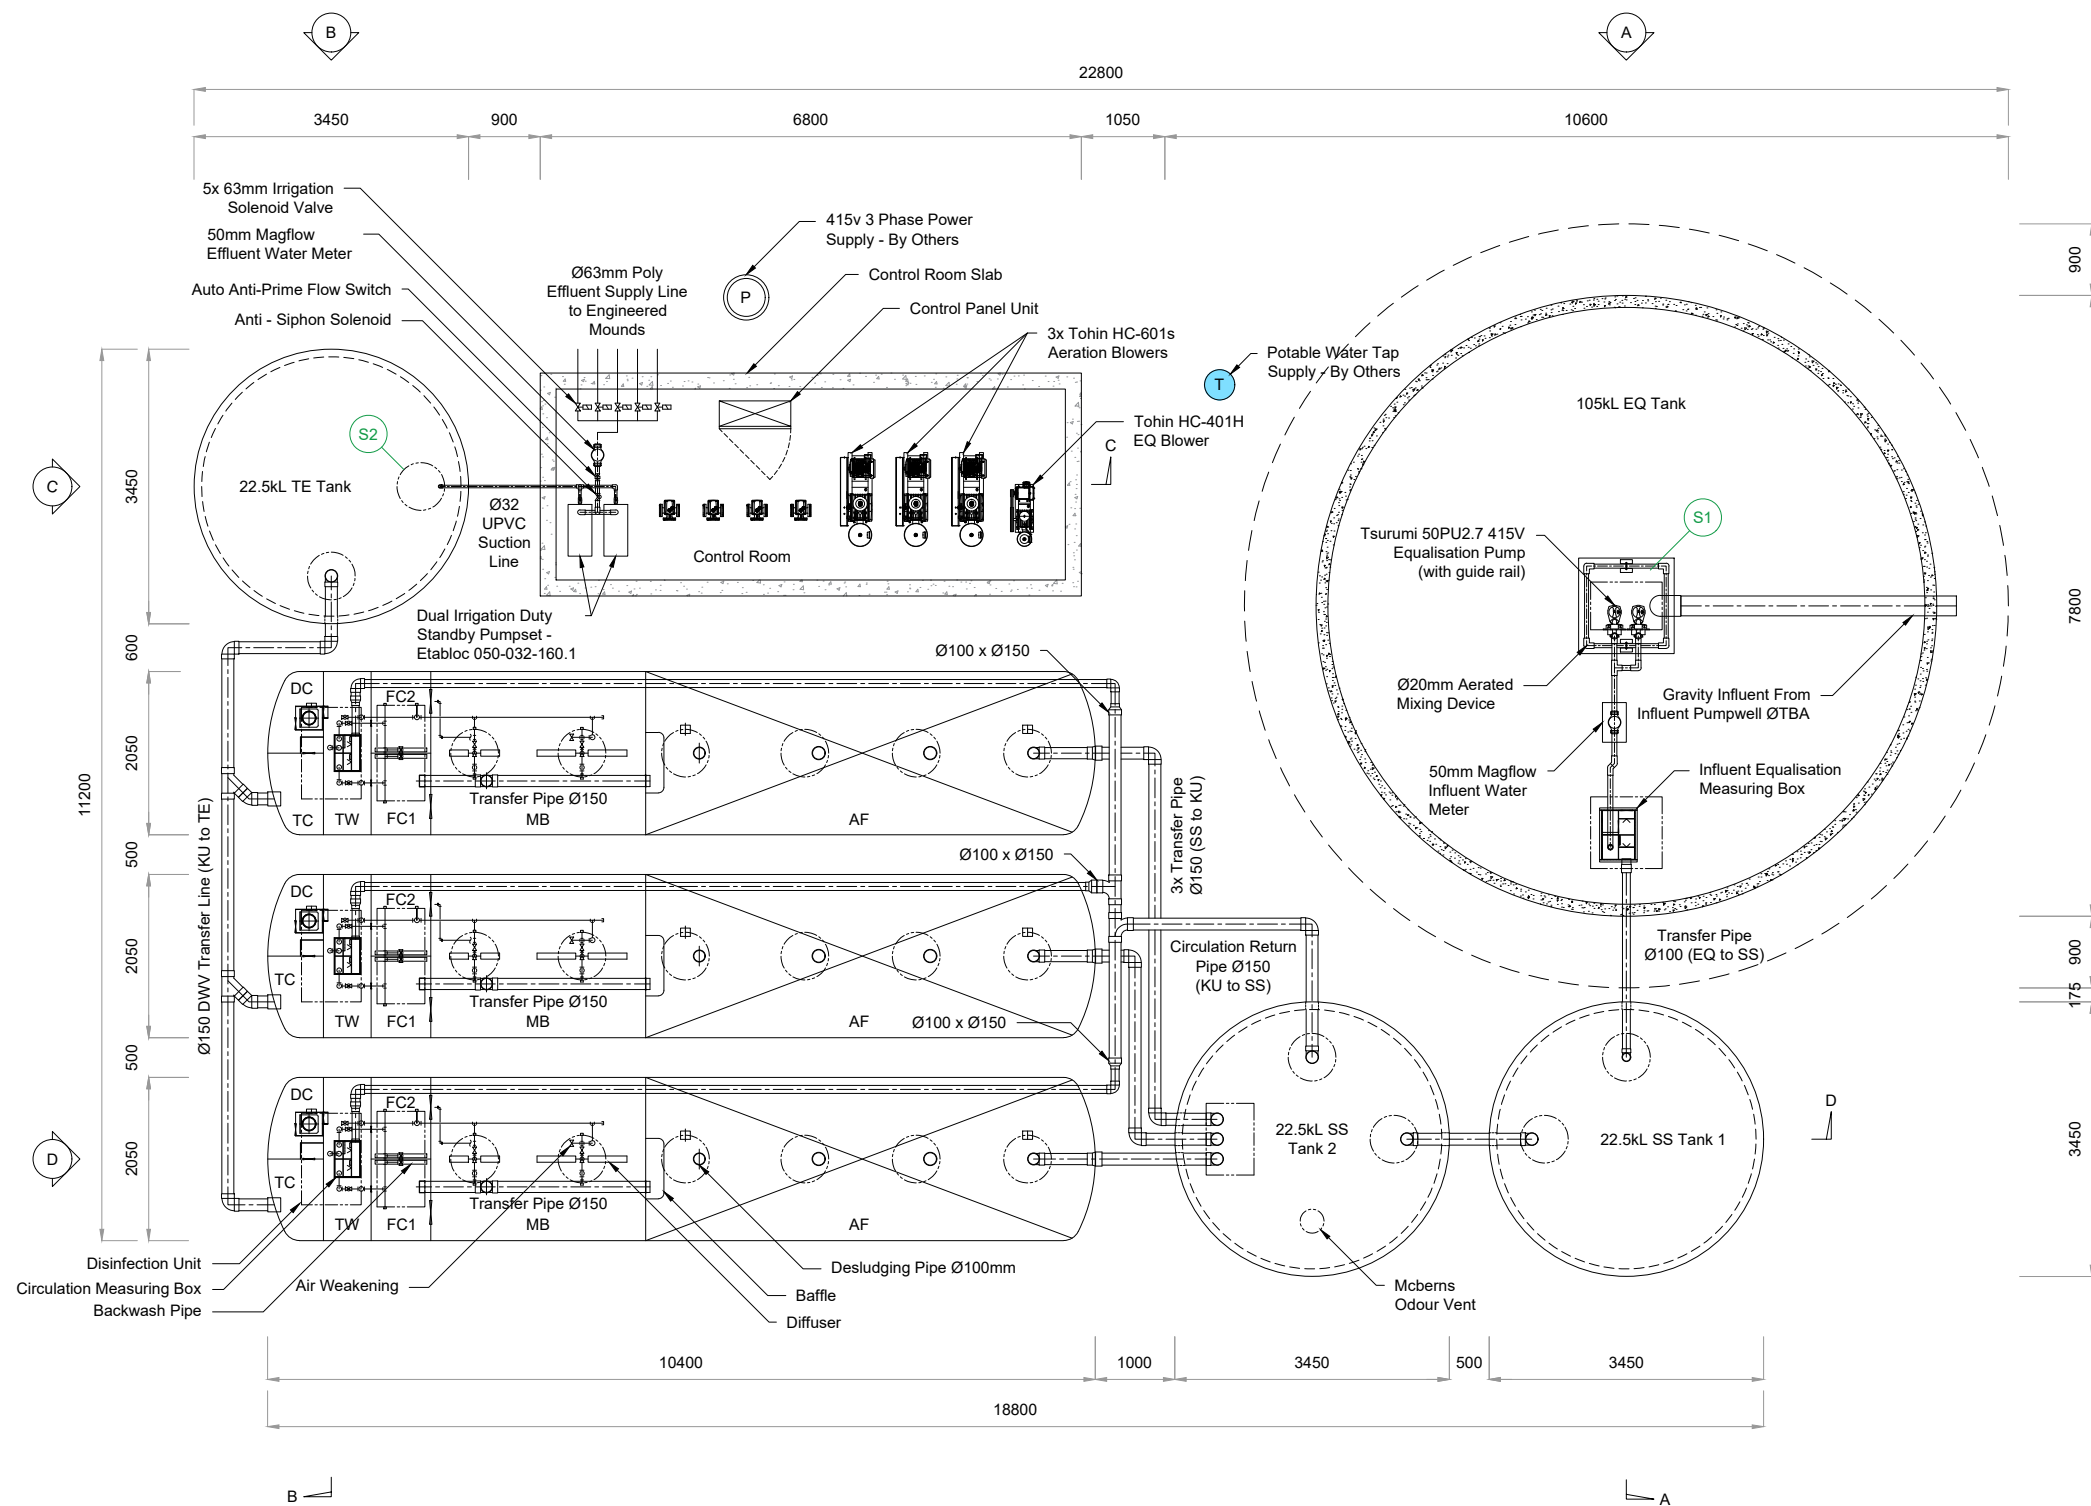 B
A
22800
3450
900
6800
1050
10600
5x 63mm Irrigation
Solenoid Valve
50mm Magflow
Effluent Water Meter
Auto Anti-Prime Flow Switch
Anti - Siphon Solenoid
Ø63mm Poly
Effluent Supply Line
to Engineered
Mounds
415v 3 Phase Power
Supply - By Others
P
Control Room Slab
Control Panel Unit
3x Tohin HC-601s
Aeration Blowers
Potable Water Tap
Supply - By Others
T
Tohin HC-401H
EQ Blower
C
105kL EQ Tank
900
7800
900
175
3450
C
S2
22.5kL TE Tank
Ø32
UPVC
Suction
Line
Control Room
Dual Irrigation Duty
Standby Pumpset -
Etabloc 050-032-160.1
S1
Tsurumi 50PU2.7 415V
Equalisation Pump
(with guide rail)
Ø20mm Aerated
Mixing Device
Gravity Influent From
Influent Pumpwell ØTBA
50mm Magflow
Influent Water
Meter
Influent Equalisation
Measuring Box
Transfer Pipe
Ø100 (EQ to SS)
11200
3450
600
2050
500
2050
500
2050
Ø150 DWV Transfer Line (KU to TE)
Ø100 x Ø150
DC
FC2
Transfer Pipe Ø150
TC
TW
FC1
MB
AF
Ø100 x Ø150
3x Transfer Pipe
Ø150 (SS to KU)
DC
FC2
TC
Transfer Pipe Ø150
TW
FC1
MB
AF
Circulation Return
Pipe Ø150
(KU to SS)
Ø100 x Ø150
D
DC
FC2
TC
Transfer Pipe Ø150
TW
FC1
MB
AF
22.5kL SS
Tank 2
22.5kL SS Tank 1
D
Disinfection Unit
Circulation Measuring Box
Backwash Pipe
Air Weakening
Desludging Pipe Ø100mm
Baffle
Diffuser
Mcberns
Odour Vent
10400
1000
3450
500
3450
18800
B
A